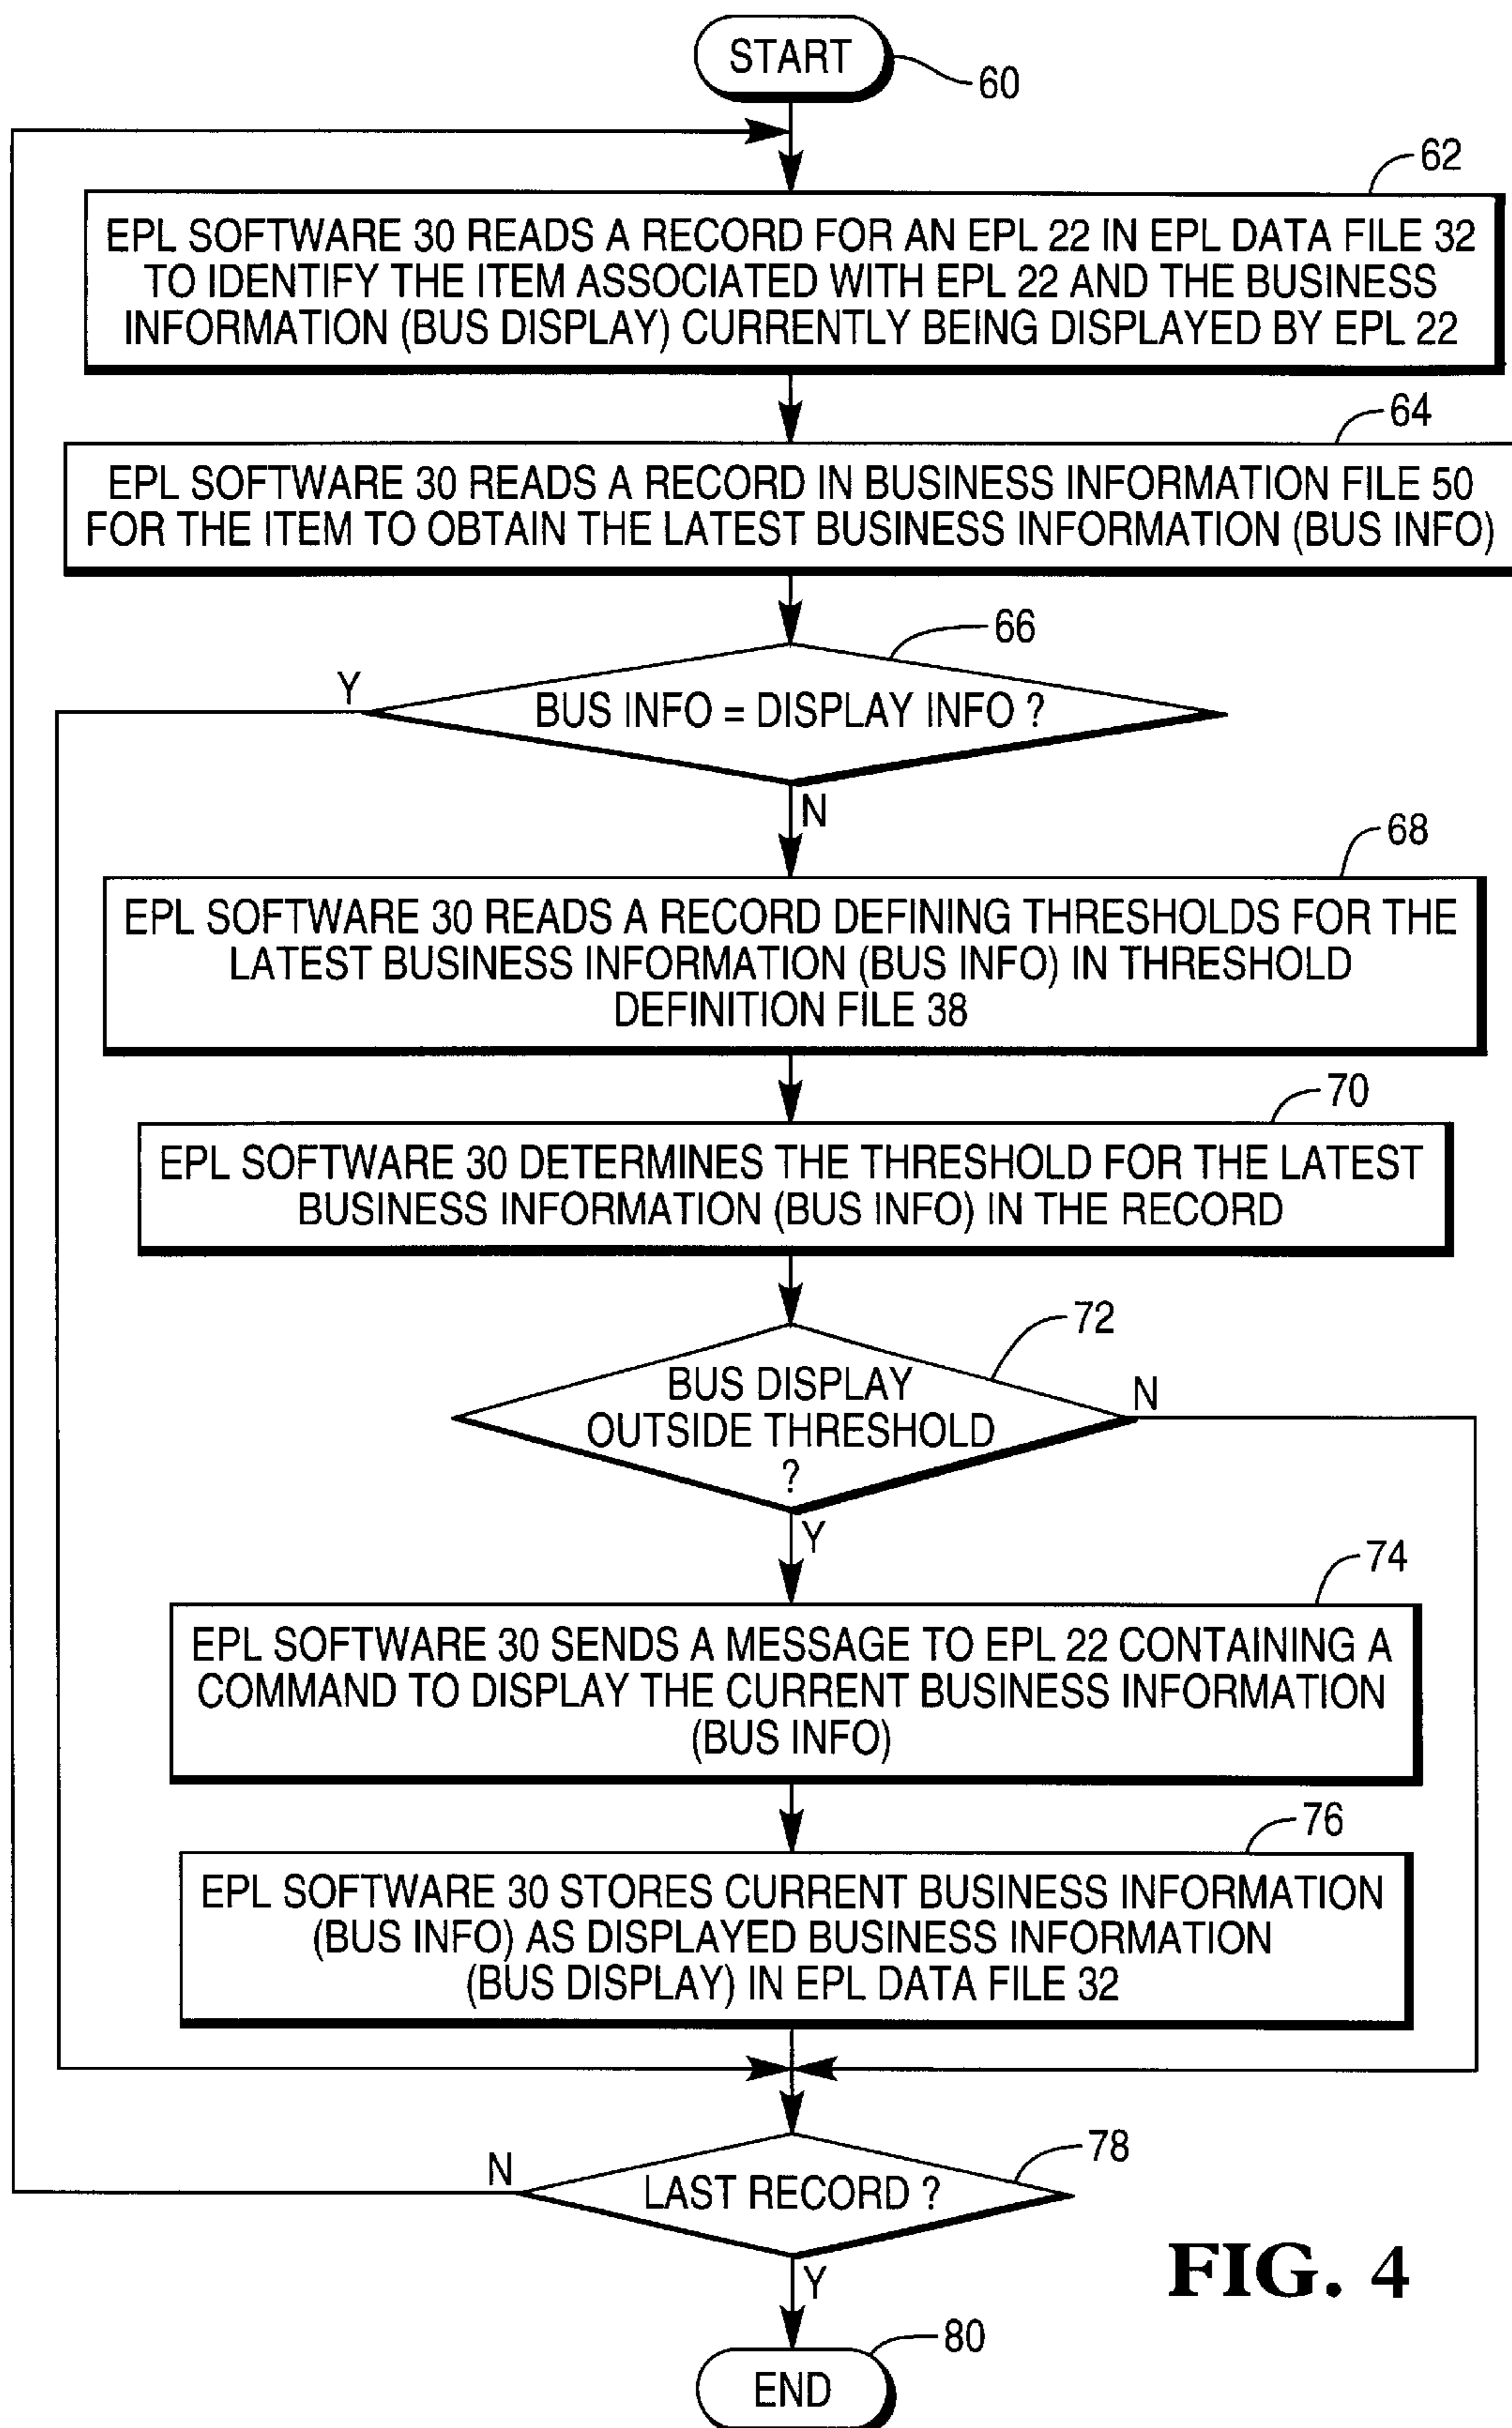 START
60
62
EPL SOFTWARE 30 READS A RECORD FOR AN EPL 22 IN EPL DATA FILE 32
TO IDENTIFY THE ITEM ASSOCIATED WITH EPL 22 AND THE BUSINESS
INFORMATION (BUS DISPLAY) CURRENTLY BEING DISPLAYED BY EPL 22
64
EPL SOFTWARE 30 READS A RECORD IN BUSINESS INFORMATION FILE 50
FOR THE ITEM TO OBTAIN THE LATEST BUSINESS INFORMATION (BUS INFO)
66
Y
BUS INFO = DISPLAY INFO ?
N
68
EPL SOFTWARE 30 READS A RECORD DEFINING THRESHOLDS FOR THE
LATEST BUSINESS INFORMATION (BUS INFO) IN THRESHOLD
DEFINITION FILE 38
70
EPL SOFTWARE 30 DETERMINES THE THRESHOLD FOR THE LATEST
BUSINESS INFORMATION (BUS INFO) IN THE RECORD
72
BUS DISPLAY
OUTSIDE THRESHOLD
?
N
Y
74
EPL SOFTWARE 30 SENDS A MESSAGE TO EPL 22 CONTAINING A
COMMAND TO DISPLAY THE CURRENT BUSINESS INFORMATION
(BUS INFO)
76
EPL SOFTWARE 30 STORES CURRENT BUSINESS INFORMATION
(BUS INFO) AS DISPLAYED BUSINESS INFORMATION
(BUS DISPLAY) IN EPL DATA FILE 32
78
N
LAST RECORD ?
Y
FIG. 4
80
END